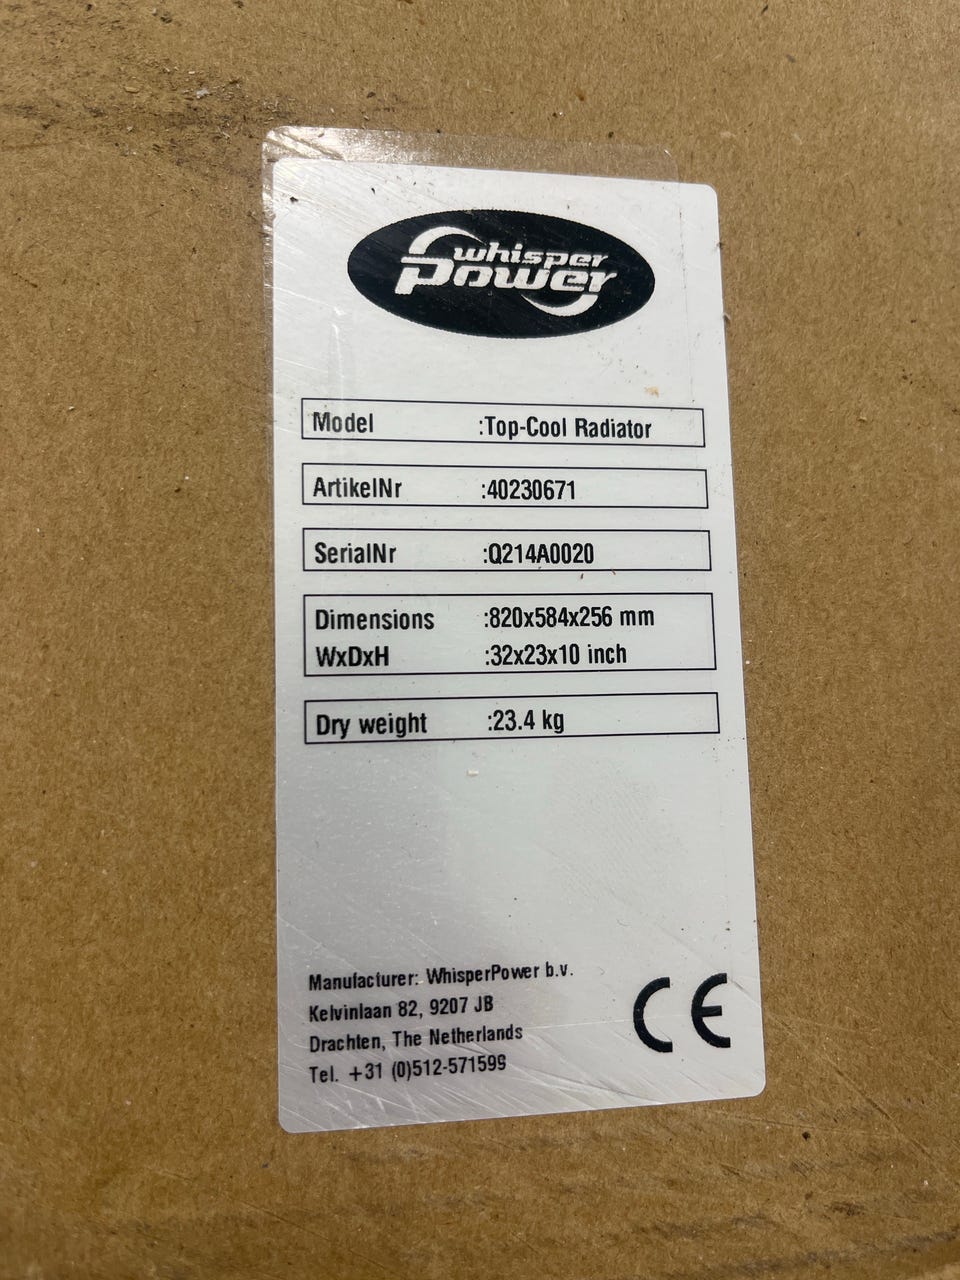 whisper
power
Model :Top-Cool Radiator
ArtikelNr :40230671
SerialNr :Q214A0020
Dimensions :820x584x256 mm
WxDxH :32x23x10 inch
Dry weight :23.4 kg
Manufacturer: WhisperPower b.v.
Kelvinlaan 82, 9207 JB
Drachten, The Netherlands
Tel. +31 (0)512-571599
CE